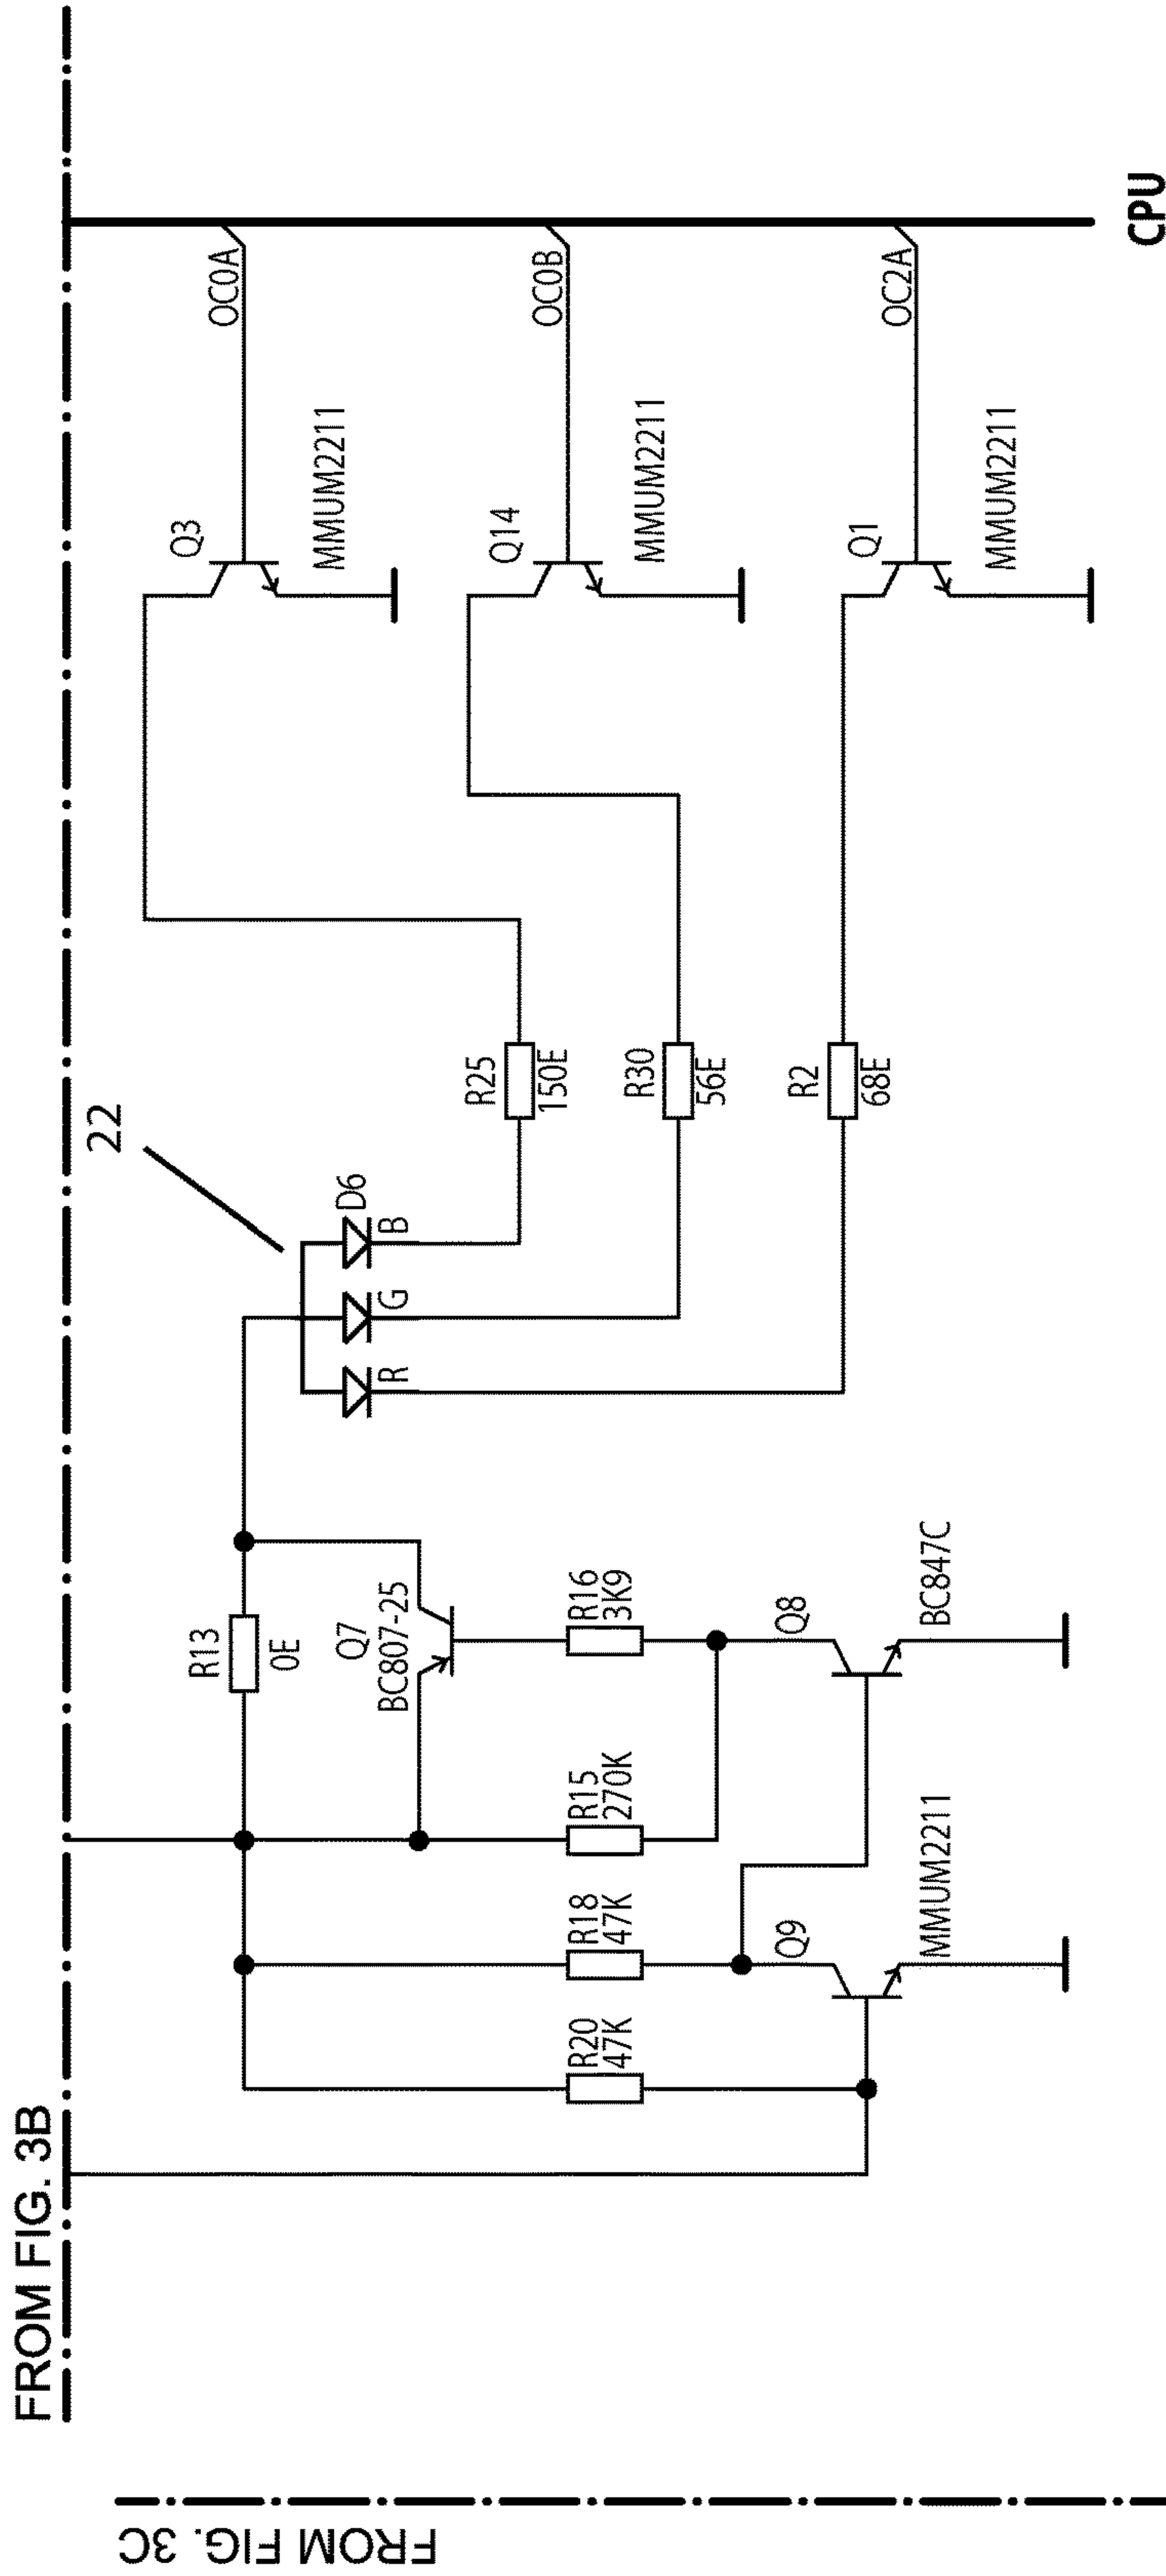 FROM FIG. 3B
FROM FIG. 3C
22
R13
0E
Q7
BC807-25
R20
47K
R18
47K
R15
270K
R16
3K9
Q9
MMUM2211
Q8
BC847C
D6
R
G
B
R25
150E
R30
56E
R2
68E
Q3
MMUM2211
Q14
MMUM2211
Q1
MMUM2211
OC0A
OC0B
OC2A
CPU